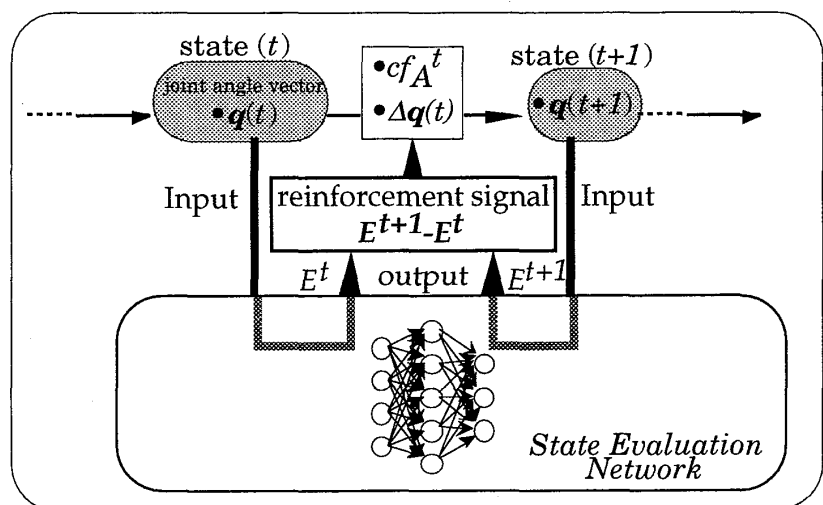 state (t)
state (t+1)
joint angle vector
• q(t)
• cf_A^t
• Δq(t)
• q(t+1)
Input
reinforcement signal
E^{t+1}-E^t
Input
E^t
output
E^{t+1}
State Evaluation
Network